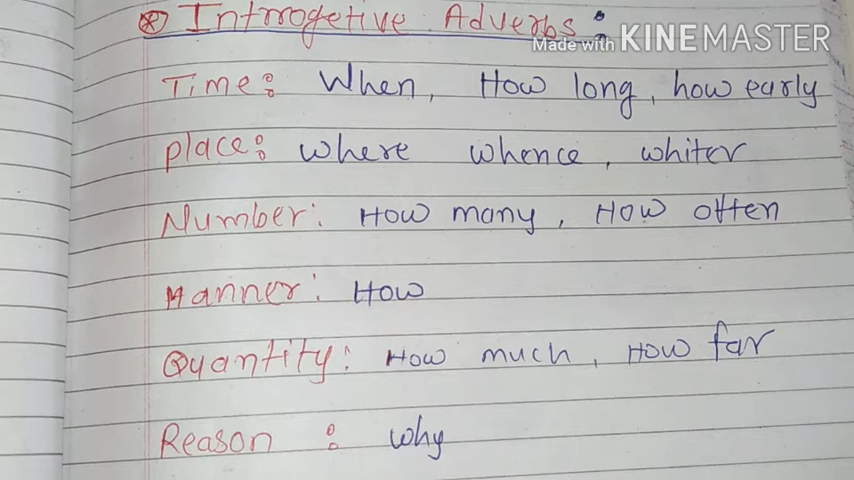 * Introgetive Adverbs:
Made with KINEMASTER
Time: When, How long, how early
place: where whence, whiter
Number: How many, How often
Manner: How
Quantity: How much, How far
Reason : why